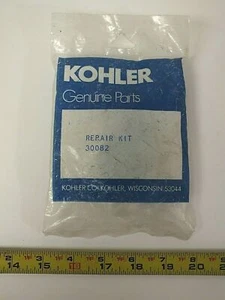 KOHLER
Genuine Parts
REPAIR KIT
30082
KOHLER CO. KOHLER, WISCONSIN 53044
14 15 16 17 18 19 20